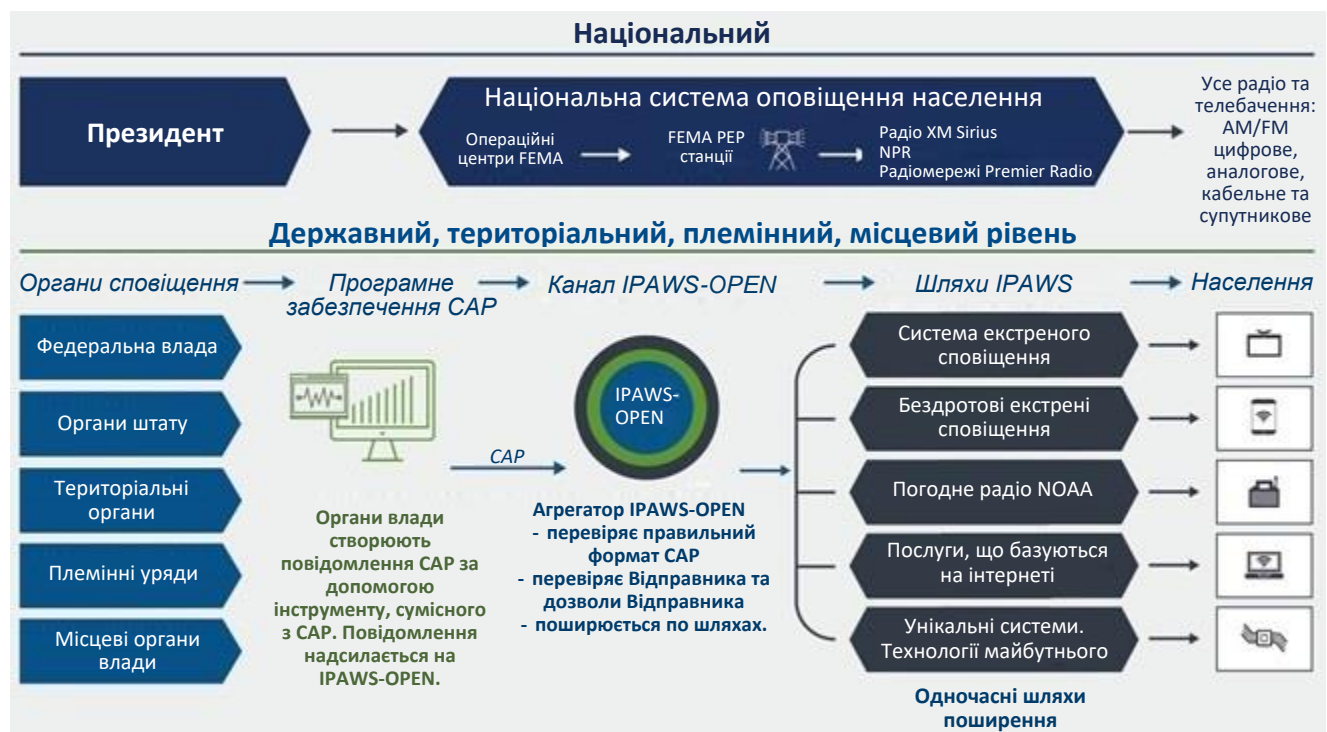 Національний
Президент
Національна система оповіщення населення
Операційні
центри FEMA
FEMA PEP
станції
Радіо XM Sirius
NPR
Радіомережі Premier Radio
Усе радіо та
телебачення:
AM/FM
цифрове,
аналогове,
кабельне та
супутникове
Державний, територіальний, племінний, місцевий рівень
Органи сповіщення
Програмне
забезпечення CAP
Канал IPAWS-OPEN
Шляхи IPAWS
Населення
Федеральна влада
Органи штату
Територіальні
органи
Племінні уряди
Місцеві органи
влади
Органи влади
створюють
повідомлення CAP за
допомогою
інструменту, сумісного
з CAP. Повідомлення
надсилається на
IPAWS-OPEN.
CAP
IPAWS-
OPEN
Агрегатор IPAWS-OPEN
- перевіряє правильний
формат CAP
- перевіряє Відправника та
дозволи Відправника
- поширюється по шляхах.
Система екстреного
сповіщення
Бездротові екстрені
сповіщення
Погодне радіо NOAA
Послуги, що базуються
на інтернеті
Унікальні системи.
Технології майбутнього
Одночасні шляхи
поширення